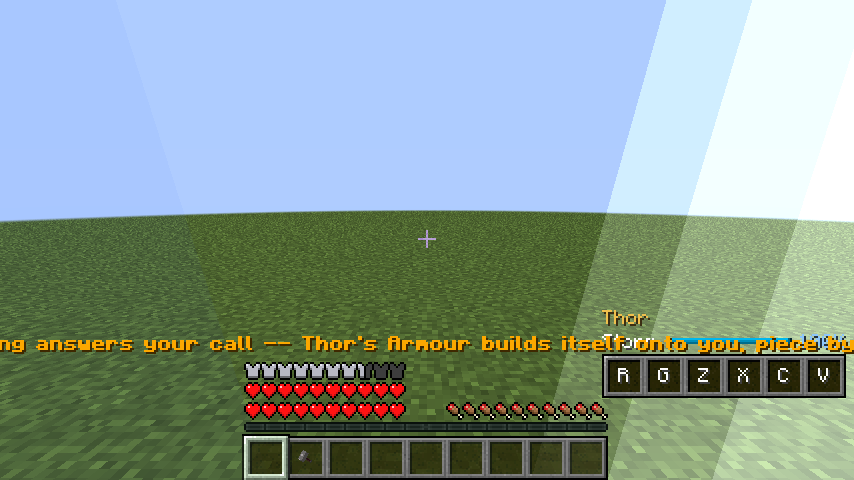 Thor
ng answers your call -- Thor's Armour builds itself onto you, piece by
R G Z X C V